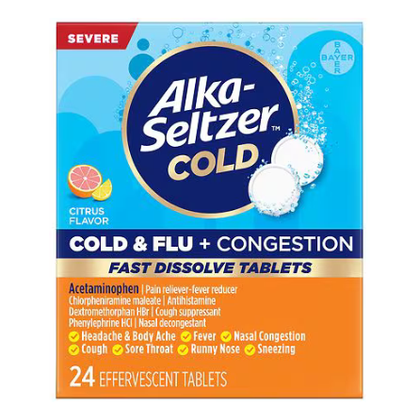 SEVERE
BAYER
BAYER
Alka-
Seltzer™
COLD
CITRUS
FLAVOR
COLD & FLU + CONGESTION
FAST DISSOLVE TABLETS
Acetaminophen | Pain reliever-fever reducer
Chlorpheniramine maleate | Antihistamine
Dextromethorphan HBr | Cough suppressant
Phenylephrine HCl | Nasal decongestant
Headache & Body Ache Fever Nasal Congestion
Cough Sore Throat Runny Nose Sneezing
24 EFFERVESCENT TABLETS